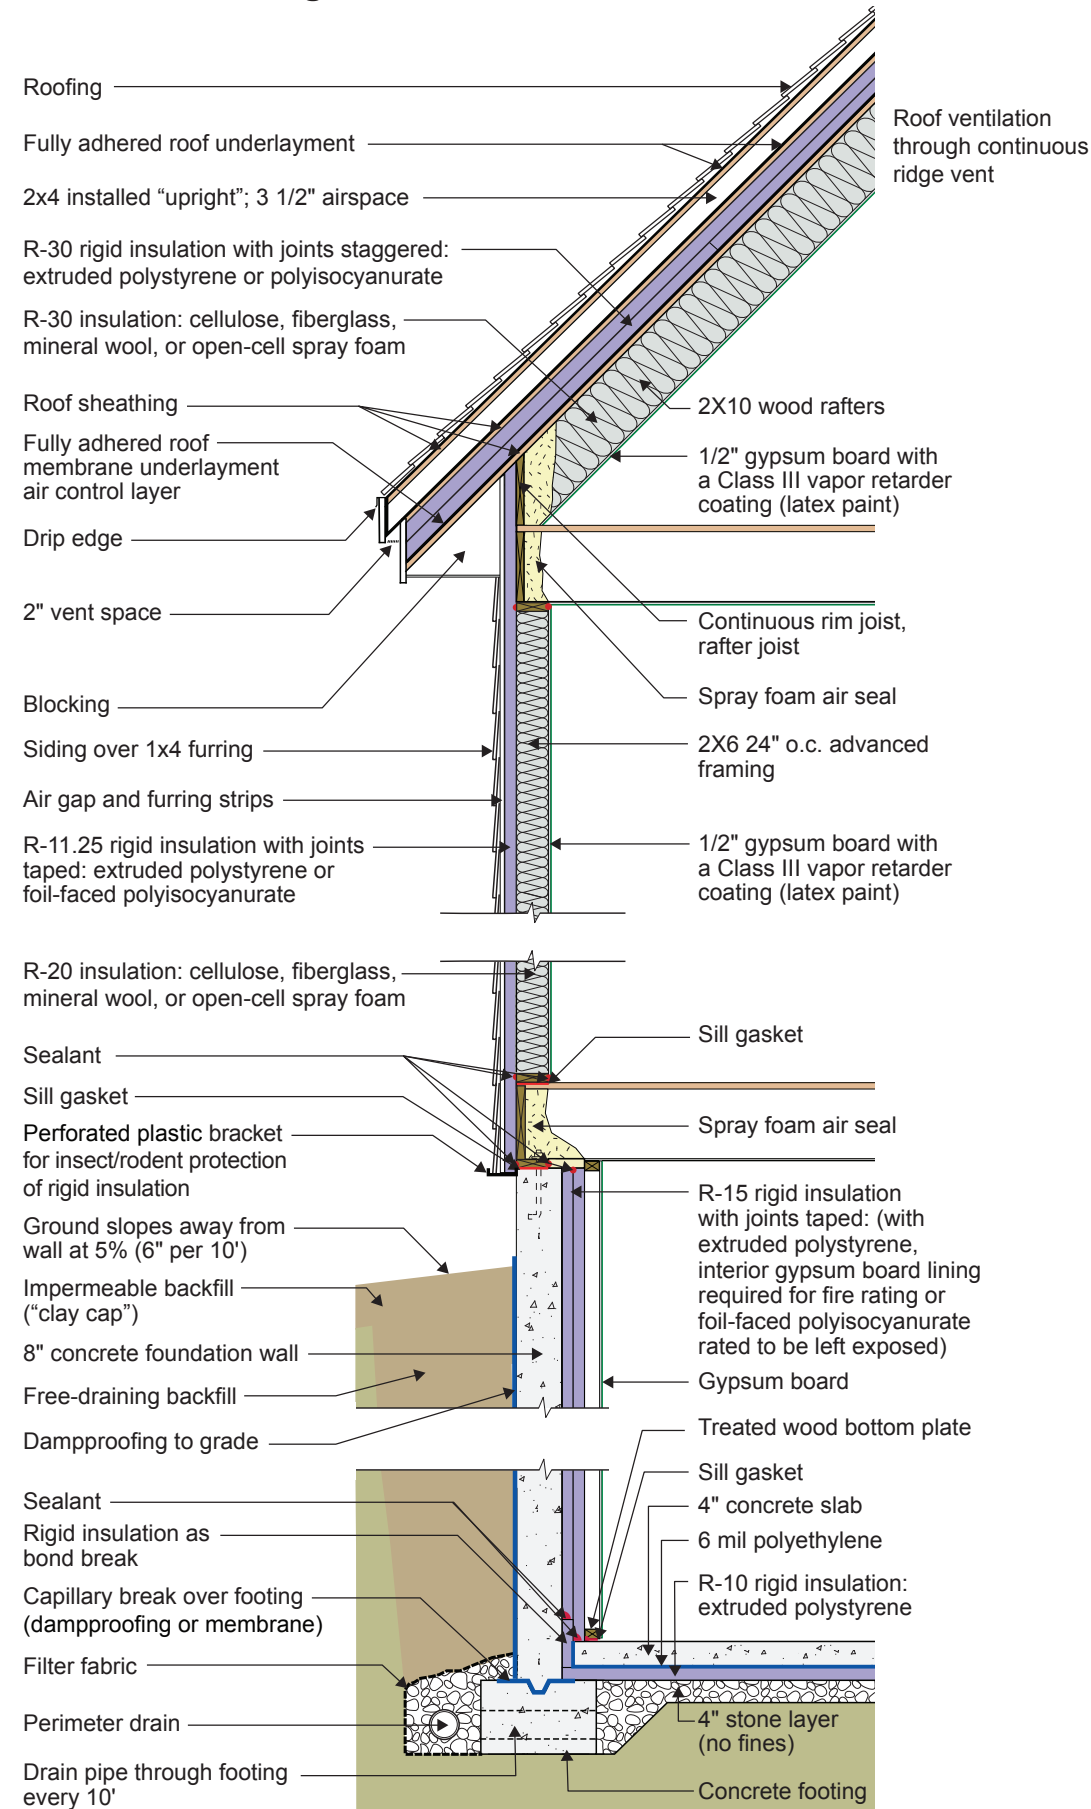 Roofing
Fully adhered roof underlayment
2x4 installed “upright”; 3 1/2" airspace
R-30 rigid insulation with joints staggered:
extruded polystyrene or polyisocyanurate
R-30 insulation: cellulose, fiberglass,
mineral wool, or open-cell spray foam
Roof sheathing
Fully adhered roof
membrane underlayment
air control layer
Drip edge
2" vent space
Blocking
Siding over 1x4 furring
Air gap and furring strips
R-11.25 rigid insulation with joints
taped: extruded polystyrene or
foil-faced polyisocyanurate
R-20 insulation: cellulose, fiberglass,
mineral wool, or open-cell spray foam
Sealant
Sill gasket
Perforated plastic bracket
for insect/rodent protection
of rigid insulation
Ground slopes away from
wall at 5% (6" per 10')
Impermeable backfill
(“clay cap”)
8" concrete foundation wall
Free-draining backfill
Dampproofing to grade
Sealant
Rigid insulation as
bond break
Capillary break over footing
(dampproofing or membrane)
Filter fabric
Perimeter drain
Drain pipe through footing
every 10'
Roof ventilation
through continuous
ridge vent
2X10 wood rafters
1/2" gypsum board with
a Class III vapor retarder
coating (latex paint)
Continuous rim joist,
rafter joist
Spray foam air seal
2X6 24" o.c. advanced
framing
1/2" gypsum board with
a Class III vapor retarder
coating (latex paint)
Sill gasket
Spray foam air seal
R-15 rigid insulation
with joints taped: (with
extruded polystyrene,
interior gypsum board lining
required for fire rating or
foil-faced polyisocyanurate
rated to be left exposed)
Gypsum board
Treated wood bottom plate
Sill gasket
4" concrete slab
6 mil polyethylene
R-10 rigid insulation:
extruded polystyrene
4" stone layer
(no fines)
Concrete footing